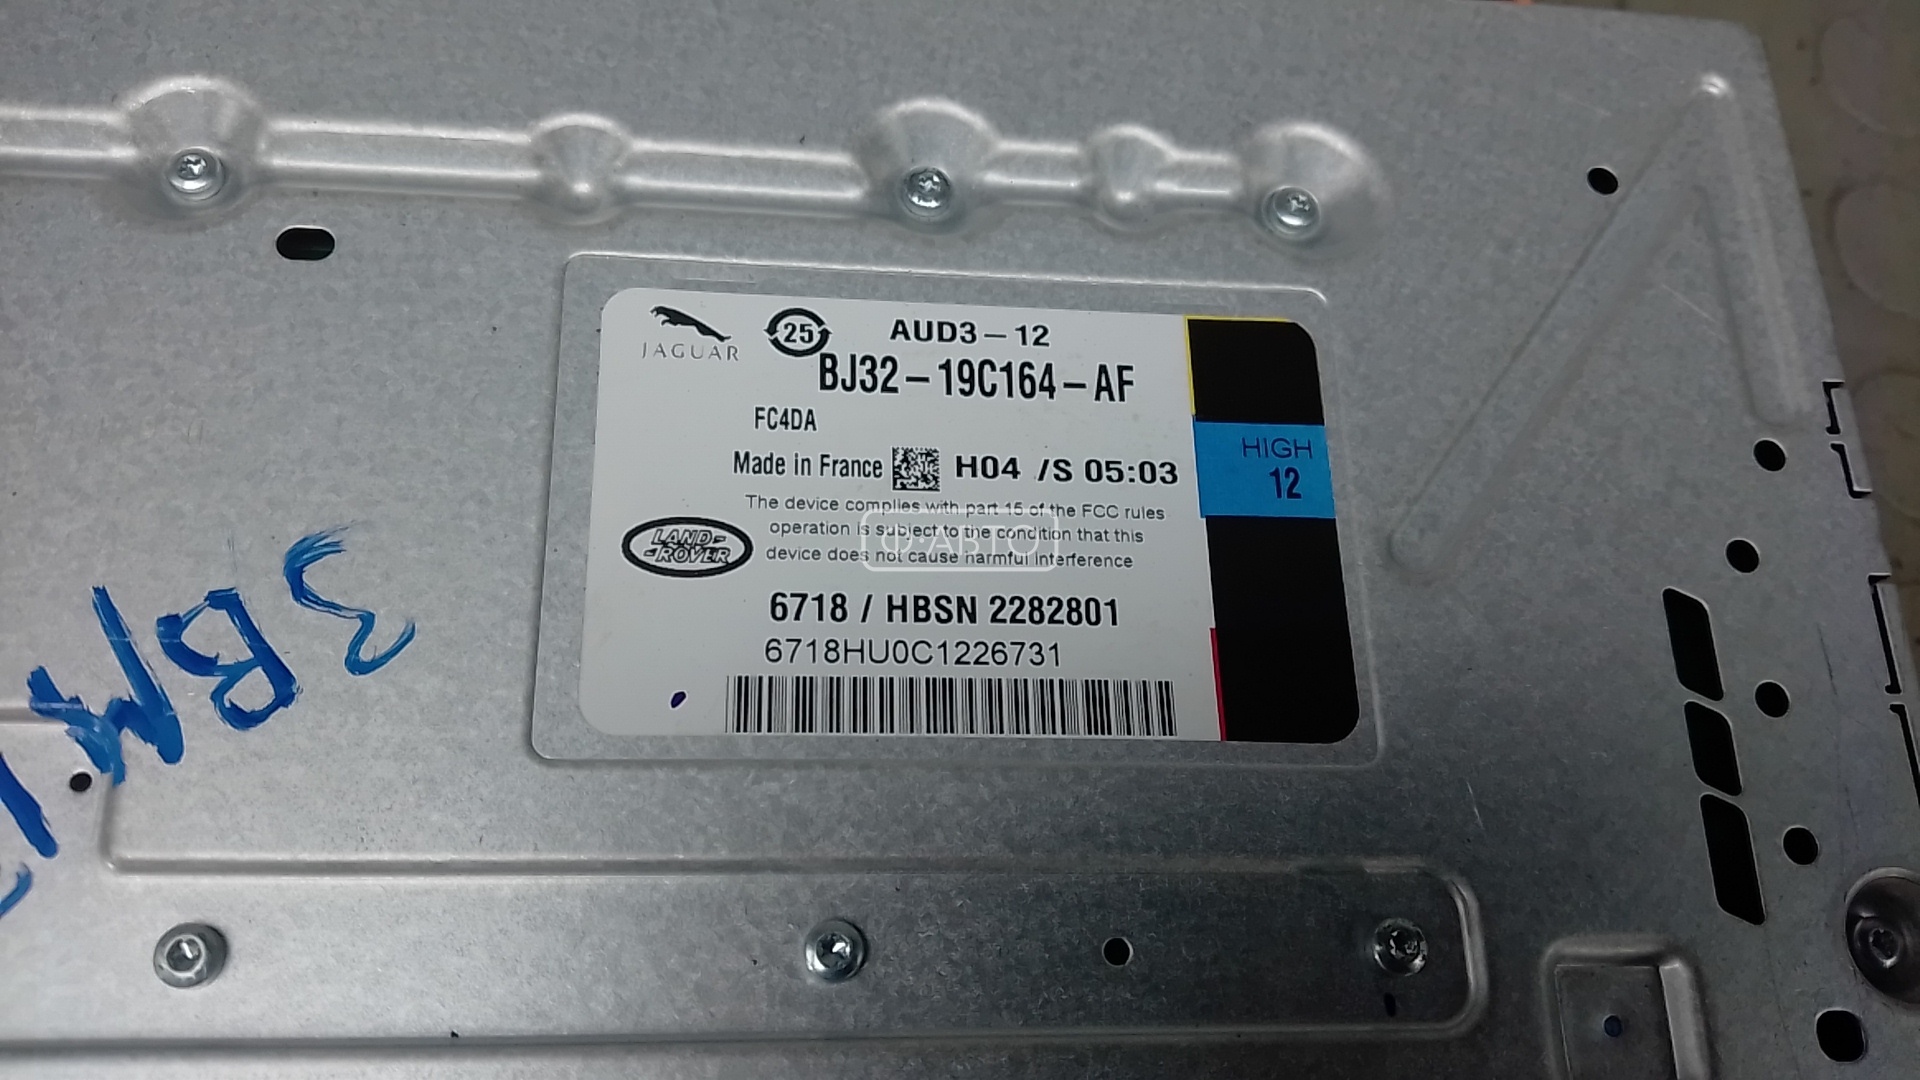 JAGUAR
25
AUD3-12
BJ32-19C164-AF
FC4DA
Made in France H04 /S 05:03
HIGH
12
The device complies with part 15 of the FCC rules
operation is subject to the condition that this
device does not cause harmful interference
LAND-
-ROVER
Ф-АВТО
6718 / HBSN 2282801
6718HU0C1226731